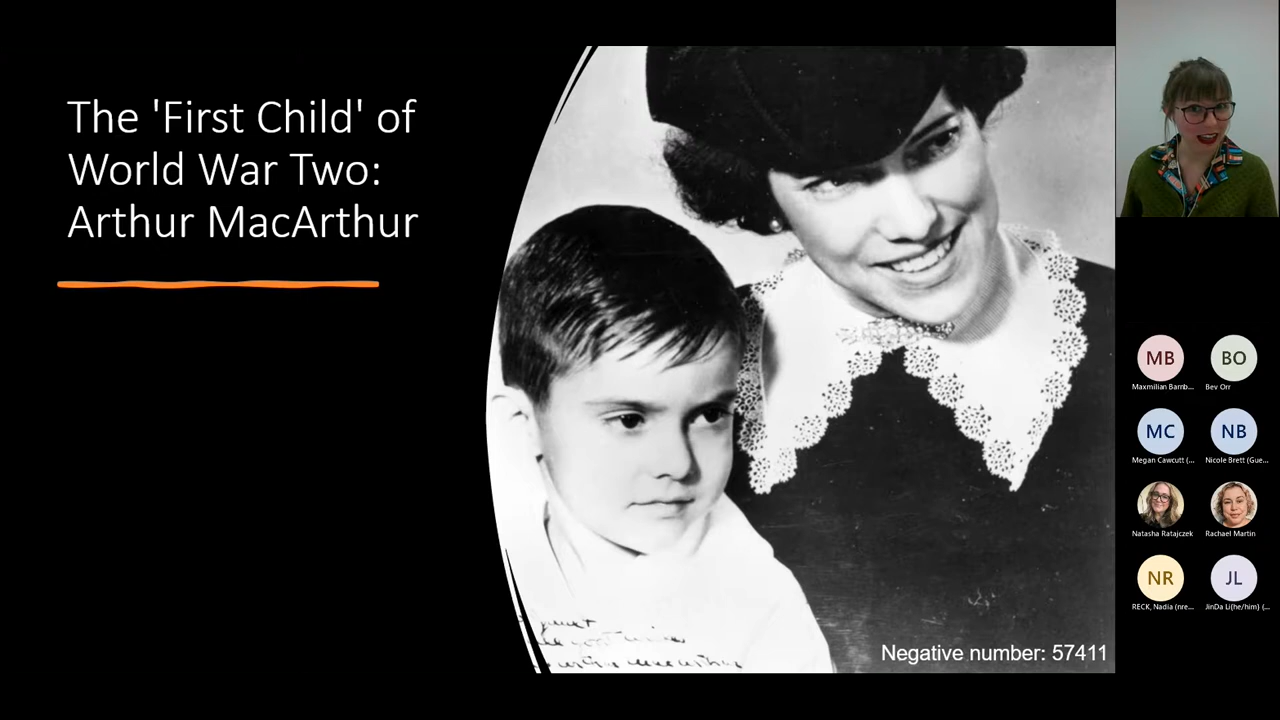 The 'First Child' of
World War Two:
Arthur MacArthur
Negative number: 57411
MB
BO
Maxmilian Bamb...
Bev Orr
MC
NB
Megan Cawcutt (...
Nicole Brett (Gue...
Natasha Ratajczek
Rachael Martin
NR
JL
RECK, Nadia (nre...
JinDa Li(he/him) (...